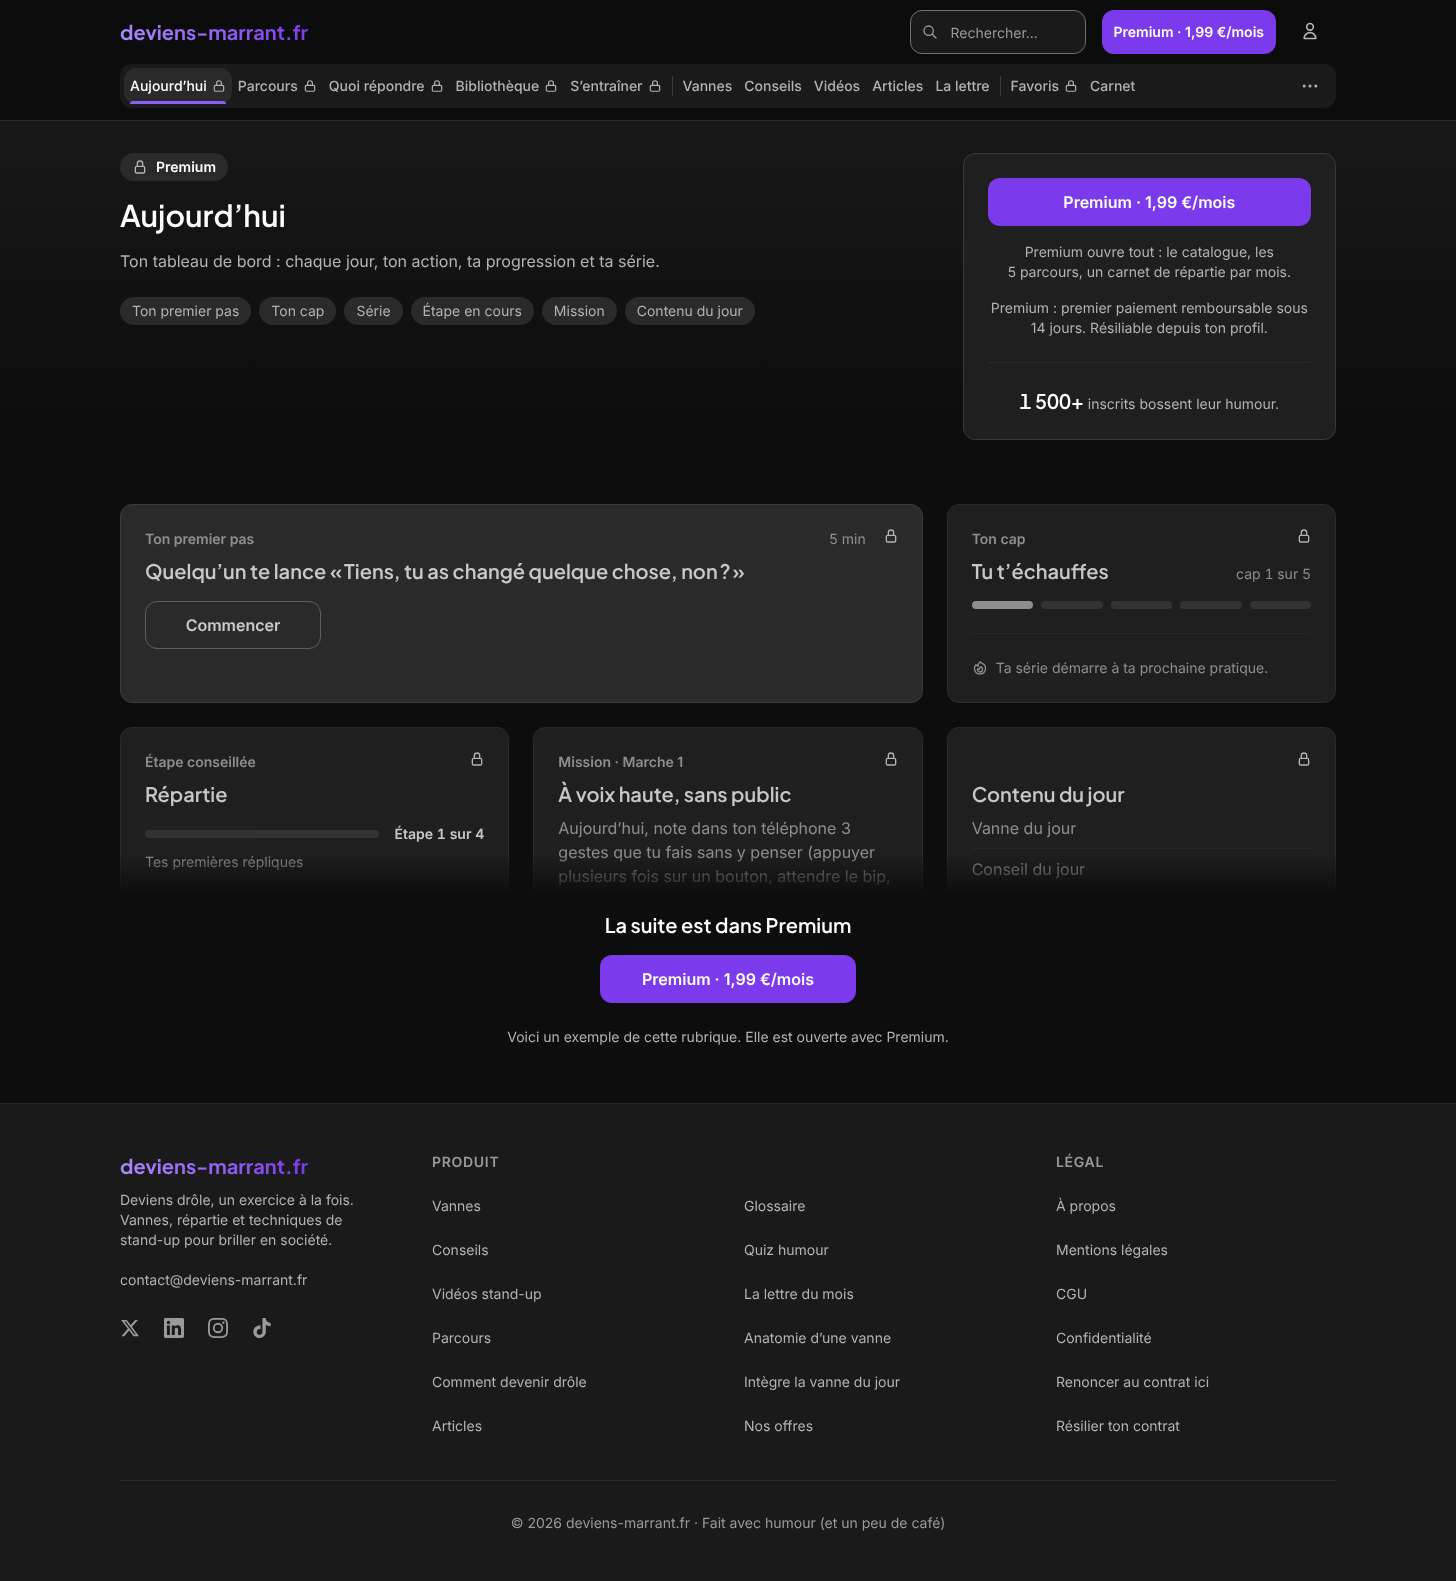 deviens-marrant.fr
Rechercher...
Premium · 1,99 €/mois
Aujourd’hui
Parcours
Quoi répondre
Bibliothèque
S’entraîner
Vannes
Conseils
Vidéos
Articles
La lettre
Favoris
Carnet
Premium
Aujourd’hui
Ton tableau de bord : chaque jour, ton action, ta progression et ta série.
Ton premier pas
Ton cap
Série
Étape en cours
Mission
Contenu du jour
Premium · 1,99 €/mois
Premium ouvre tout : le catalogue, les
5 parcours, un carnet de répartie par mois.
Premium : premier paiement remboursable sous
14 jours. Résiliable depuis ton profil.
1 500+ inscrits bossent leur humour.
Ton premier pas
5 min
Quelqu’un te lance « Tiens, tu as changé quelque chose, non ? »
Commencer
Ton cap
Tu t’échauffes
cap 1 sur 5
Ta série démarre à ta prochaine pratique.
Étape conseillée
Répartie
Étape 1 sur 4
Tes premières répliques
Mission · Marche 1
À voix haute, sans public
Aujourd’hui, note dans ton téléphone 3
gestes que tu fais sans y penser (appuyer
plusieurs fois sur un bouton, attendre le bip,
Contenu du jour
Vanne du jour
Conseil du jour
La suite est dans Premium
Premium · 1,99 €/mois
Voici un exemple de cette rubrique. Elle est ouverte avec Premium.
deviens-marrant.fr
Deviens drôle, un exercice à la fois.
Vannes, répartie et techniques de
stand-up pour briller en société.
contact@deviens-marrant.fr
PRODUIT
Vannes
Conseils
Vidéos stand-up
Parcours
Comment devenir drôle
Articles
Glossaire
Quiz humour
La lettre du mois
Anatomie d’une vanne
Intègre la vanne du jour
Nos offres
LÉGAL
À propos
Mentions légales
CGU
Confidentialité
Renoncer au contrat ici
Résilier ton contrat
© 2026 deviens-marrant.fr · Fait avec humour (et un peu de café)